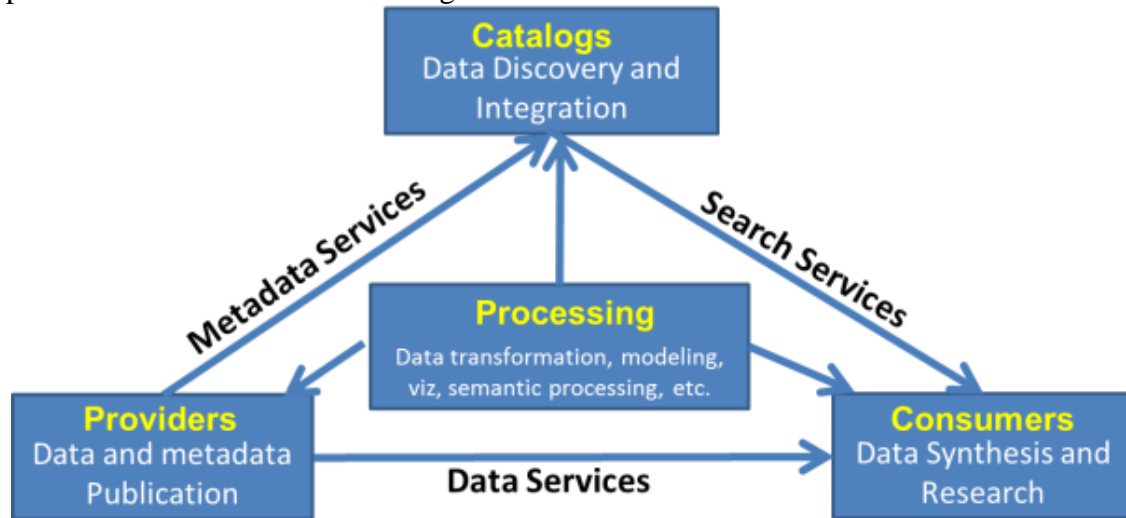 Catalogs
Data Discovery and
Integration
Metadata Services
Search Services
Processing
Data transformation, modeling,
viz, semantic processing, etc.
Providers
Data and metadata
Publication
Data Services
Consumers
Data Synthesis and
Research